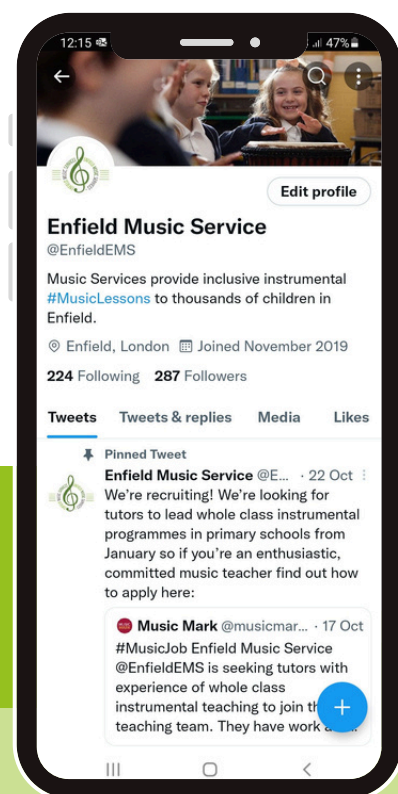 12:15 47%
Edit profile
Enfield Music Service
@EnfieldEMS
Music Services provide inclusive instrumental
#MusicLessons to thousands of children in
Enfield.
Enfield, London Joined November 2019
224 Following 287 Followers
Tweets Tweets & replies Media Likes
Pinned Tweet
Enfield Music Service @E... · 22 Oct
We're recruiting! We're looking for
tutors to lead whole class instrumental
programmes in primary schools from
January so if you're an enthusiastic,
committed music teacher find out how
to apply here:
Music Mark @musicmar... · 17 Oct
#MusicJob Enfield Music Service
@EnfieldEMS is seeking tutors with
experience of whole class
instrumental teaching to join
teaching team. They have work